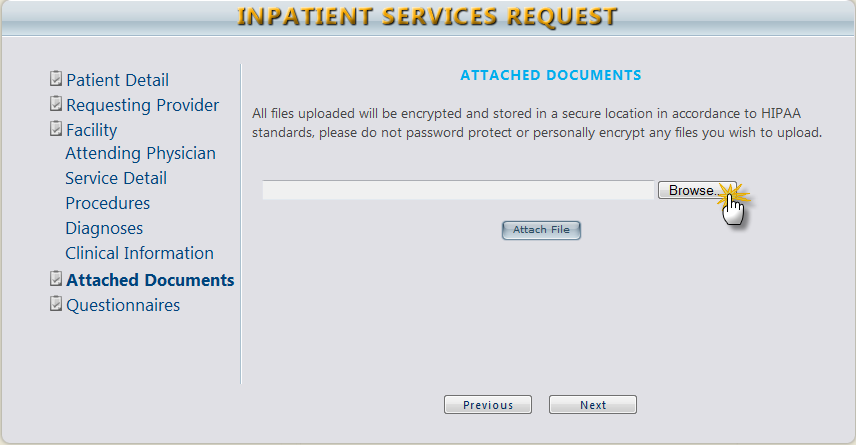 INPATIENT SERVICES REQUEST
Patient Detail
Requesting Provider
Facility
Attending Physician
Service Detail
Procedures
Diagnoses
Clinical Information
Attached Documents
Questionnaires
ATTACHED DOCUMENTS
All files uploaded will be encrypted and stored in a secure location in accordance to HIPAA
standards, please do not password protect or personally encrypt any files you wish to upload.
Browse...
Attach File
Previous
Next